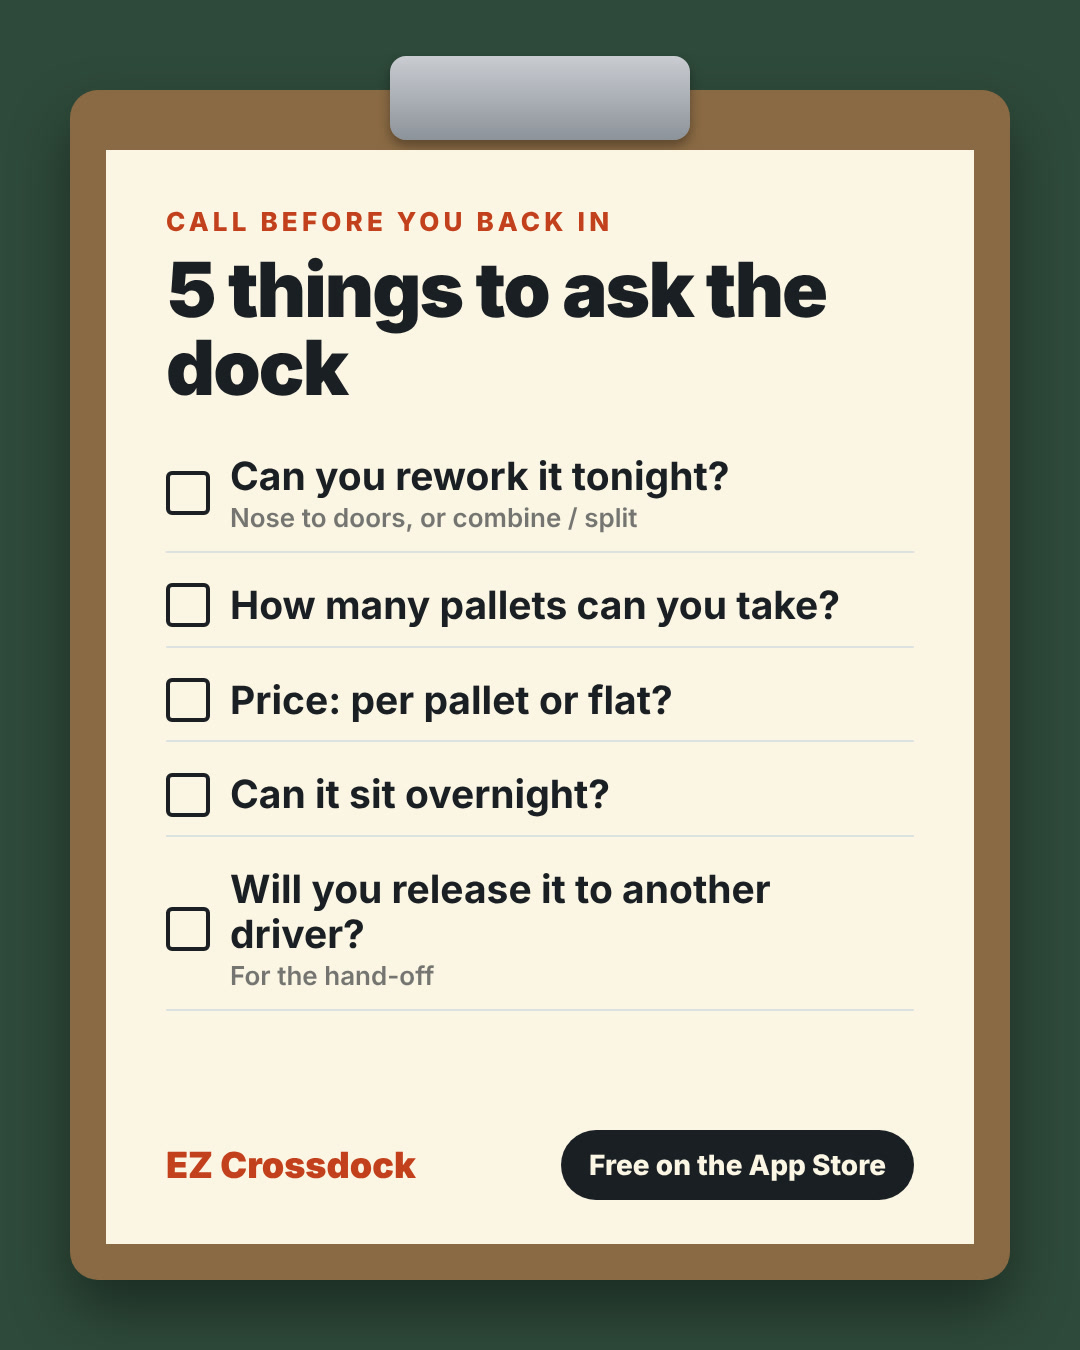 CALL BEFORE YOU BACK IN
5 things to ask the
dock
Can you rework it tonight?
Nose to doors, or combine / split
How many pallets can you take?
Price: per pallet or flat?
Can it sit overnight?
Will you release it to another
driver?
For the hand-off
EZ Crossdock
Free on the App Store